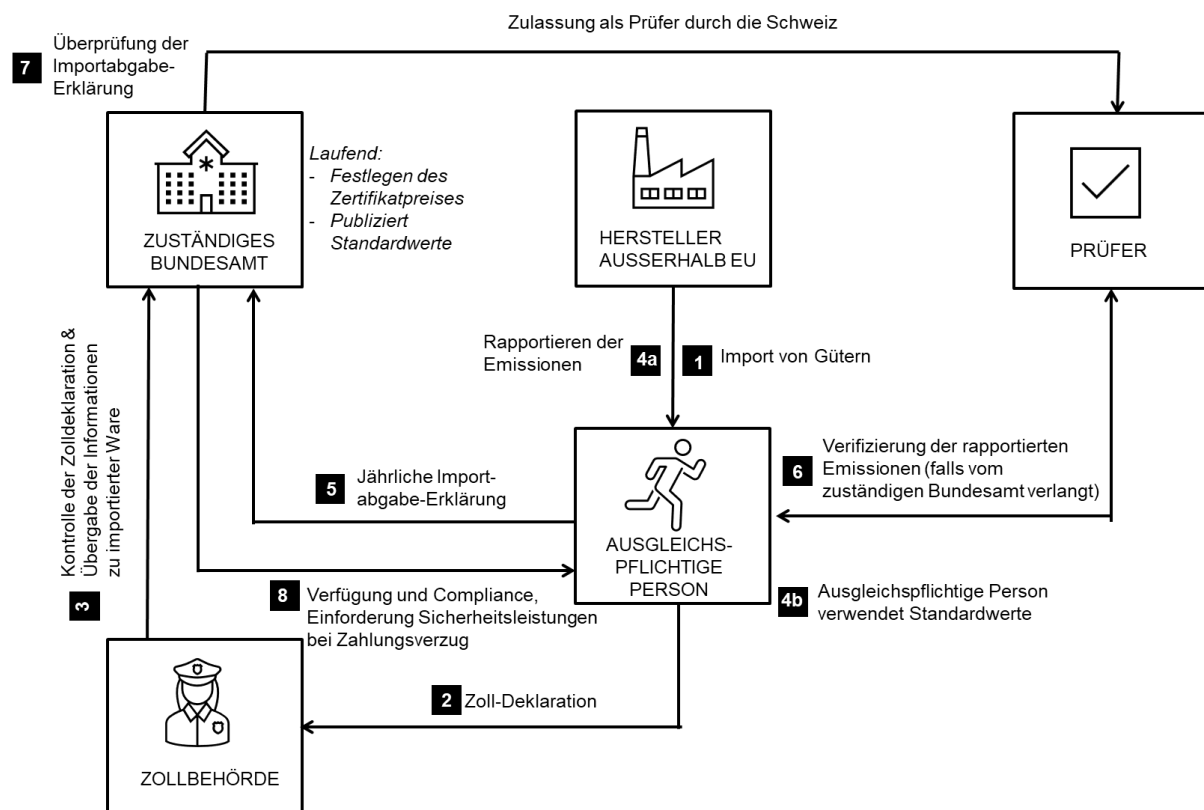 Zulassung als Prüfer durch die Schweiz
7
Überprüfung der
Importabgabe-
Erklärung
ZUSTÄNDIGES
BUNDESAMT
Laufend:
- Festlegen des
Zertifikatpreises
- Publiziert
Standardwerte
HERSTELLER
AUSSERHALB EU
PRÜFER
Rapportieren der
Emissionen
4a
1
Import von Gütern
3
Kontrolle der Zolldeklaration &
Übergabe der Informationen
zu importierter Ware
5
Jährliche Import-
abgabe-Erklärung
AUSGLEICHS-
PFLICHTIGE
PERSON
6
Verifizierung der rapportierten
Emissionen (falls vom
zuständigen Bundesamt verlangt)
4b
Ausgleichspflichtige Person
verwendet Standardwerte
8
Verfügung und Compliance,
Einforderung Sicherheitsleistungen
bei Zahlungsverzug
2
Zoll-Deklaration
ZOLLBEHÖRDE